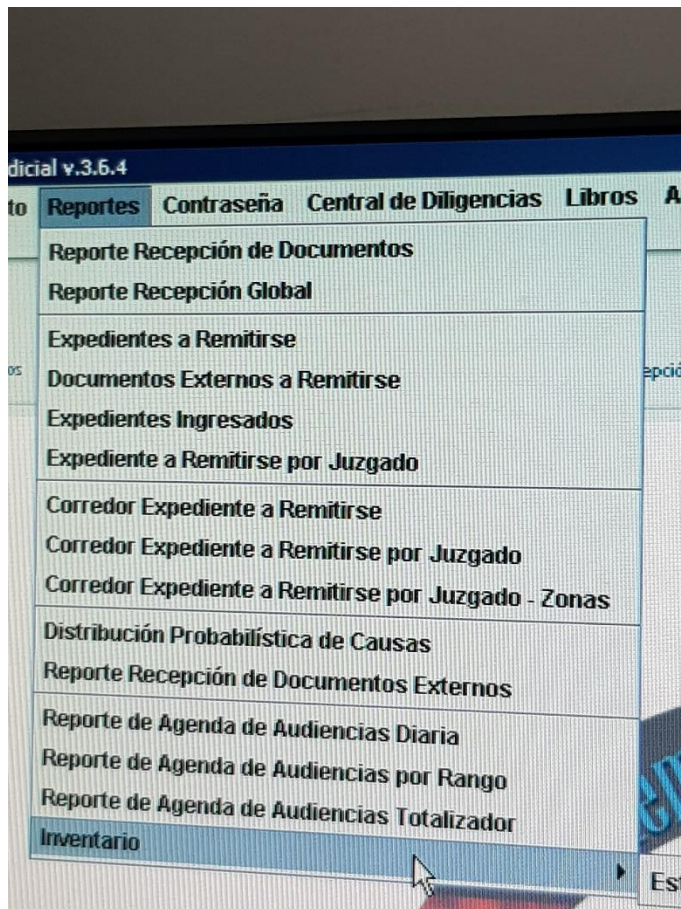 dicial v.3.6.4
to Reportes Contraseña Central de Diligencias Libros A
Reporte Recepción de Documentos
Reporte Recepción Global
Expedientes a Remitirse
os Documentos Externos a Remitirse epció
Expedientes Ingresados
Expediente a Remitirse por Juzgado
Corredor Expediente a Remitirse
Corredor Expediente a Remitirse por Juzgado
Corredor Expediente a Remitirse por Juzgado - Zonas
Distribución Probabilística de Causas
Reporte Recepción de Documentos Externos
Reporte de Agenda de Audiencias Diaria
Reporte de Agenda de Audiencias por Rango
Reporte de Agenda de Audiencias Totalizador
Inventario
Es